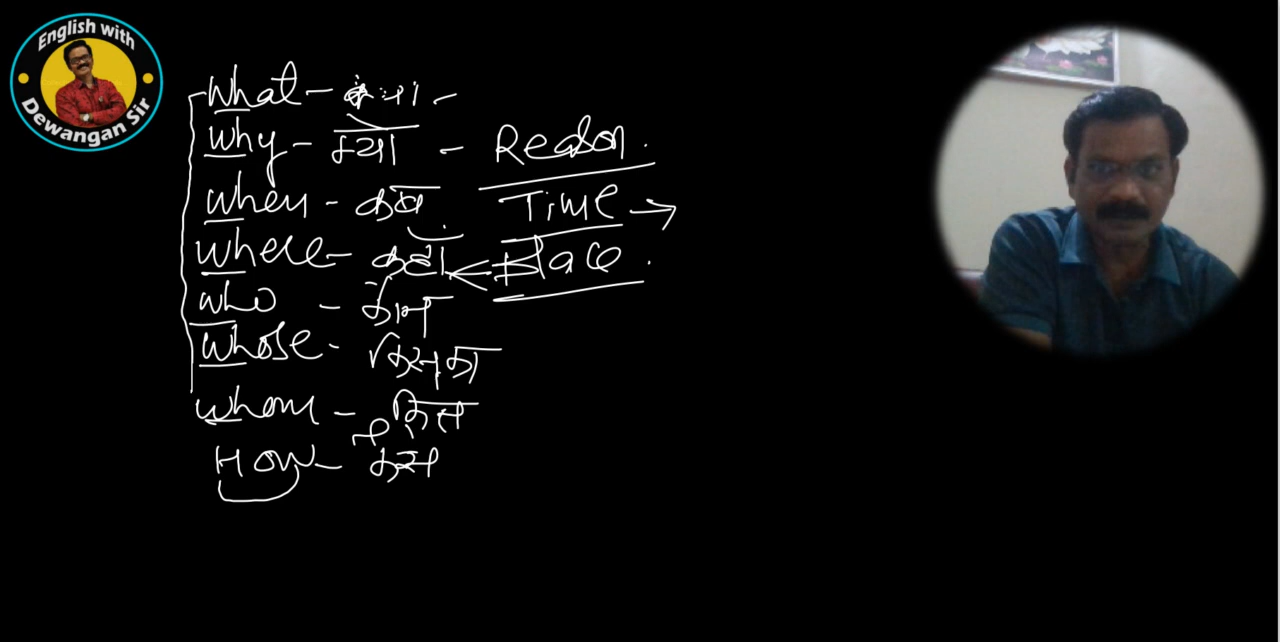 English with
Dewangan Sir
What - क्या -
Why - क्यों - Reason.
When - कब Time →
Where - कहाँ ← Place.
Who - कौन
Whose - किसका
Whom - किसे
How - कैसे